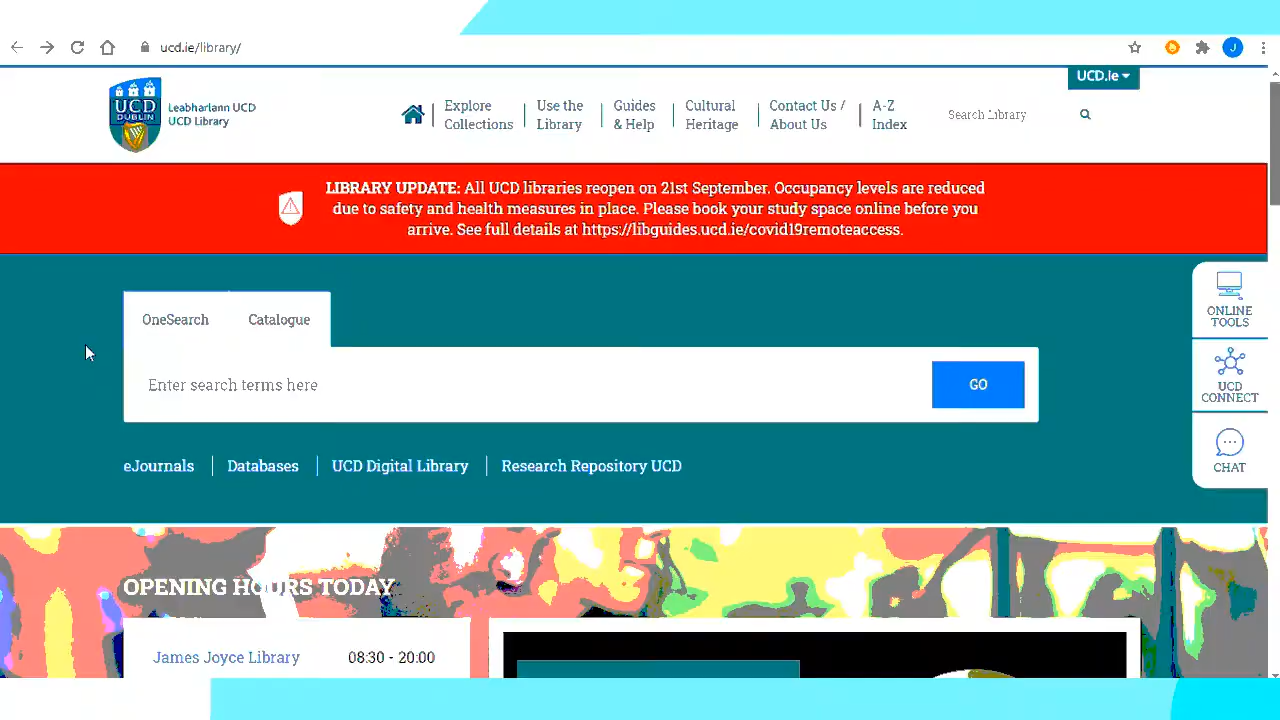 ucd.ie/library/
J
UCD.ie
UCD
DUBLIN
Leabharlann UCD
UCD Library
Explore
Collections
Use the
Library
Guides
& Help
Cultural
Heritage
Contact Us /
About Us
A-Z
Index
Search Library
LIBRARY UPDATE: All UCD libraries reopen on 21st September. Occupancy levels are reduced
due to safety and health measures in place. Please book your study space online before you
arrive. See full details at https://libguides.ucd.ie/covid19remoteaccess.
OneSearch
Catalogue
Enter search terms here
GO
ONLINE
TOOLS
UCD
CONNECT
CHAT
eJournals
Databases
UCD Digital Library
Research Repository UCD
OPENING HOURS TODAY
James Joyce Library
08:30 - 20:00